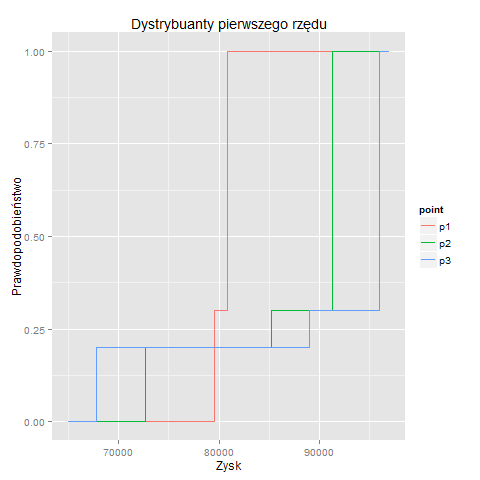 Dystrybuanty pierwszego rzędu
1.00
0.75
0.50
0.25
0.00
Prawdopodobieństwo
70000
80000
90000
Zysk
point
p1
p2
p3